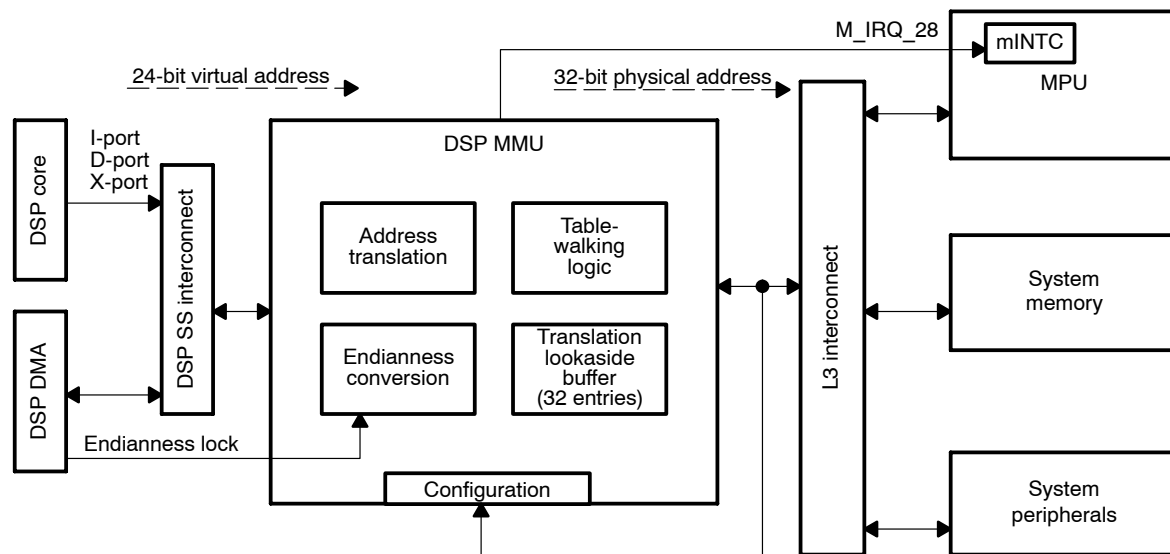 M_IRQ_28
mINTC
MPU
24-bit virtual address
32-bit physical address
DSP core
I-port
D-port
X-port
DSP SS interconnect
DSP DMA
Endianness lock
DSP MMU
Address
translation
Table-
walking
logic
Endianness
conversion
Translation
lookaside
buffer
(32 entries)
Configuration
L3 interconnect
System
memory
System
peripherals